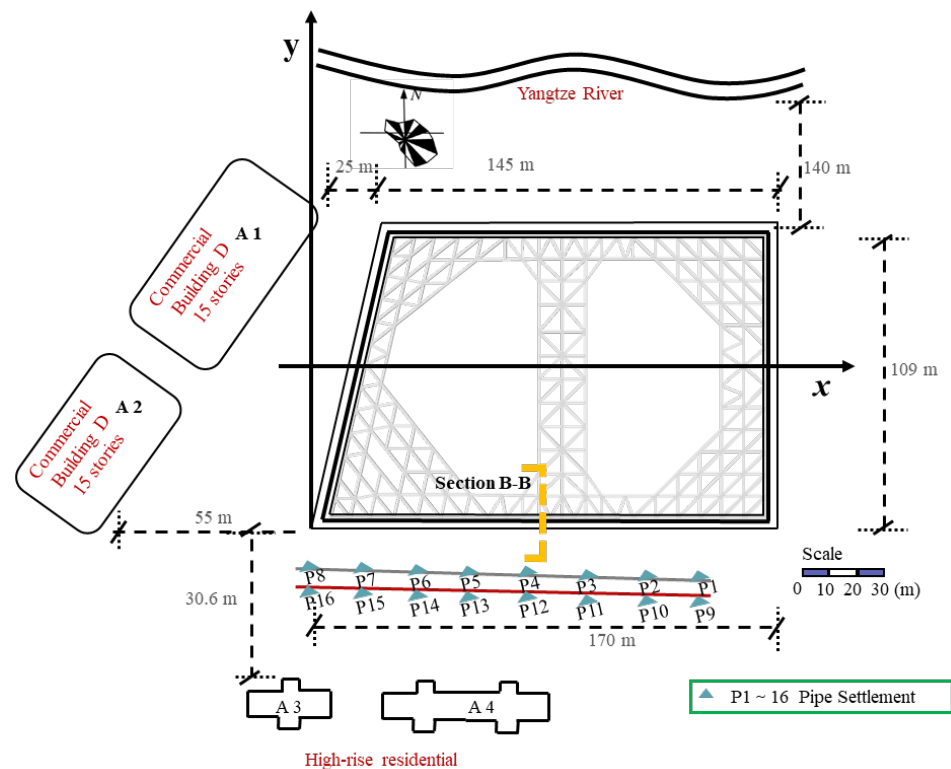 y
Yangtze River
N
25 m
145 m
140 m
A 1
Commercial
Building D
15 stories
109 m
x
A 2
Commercial
Building D
15 stories
Section B-B
55 m
Scale
0 10 20 30 (m)
P8 P7 P6 P5 P4 P3 P2 P1
P16 P15 P14 P13 P12 P11 P10 P9
30.6 m
170 m
A 3
A 4
P1 ~ 16 Pipe Settlement
High-rise residential